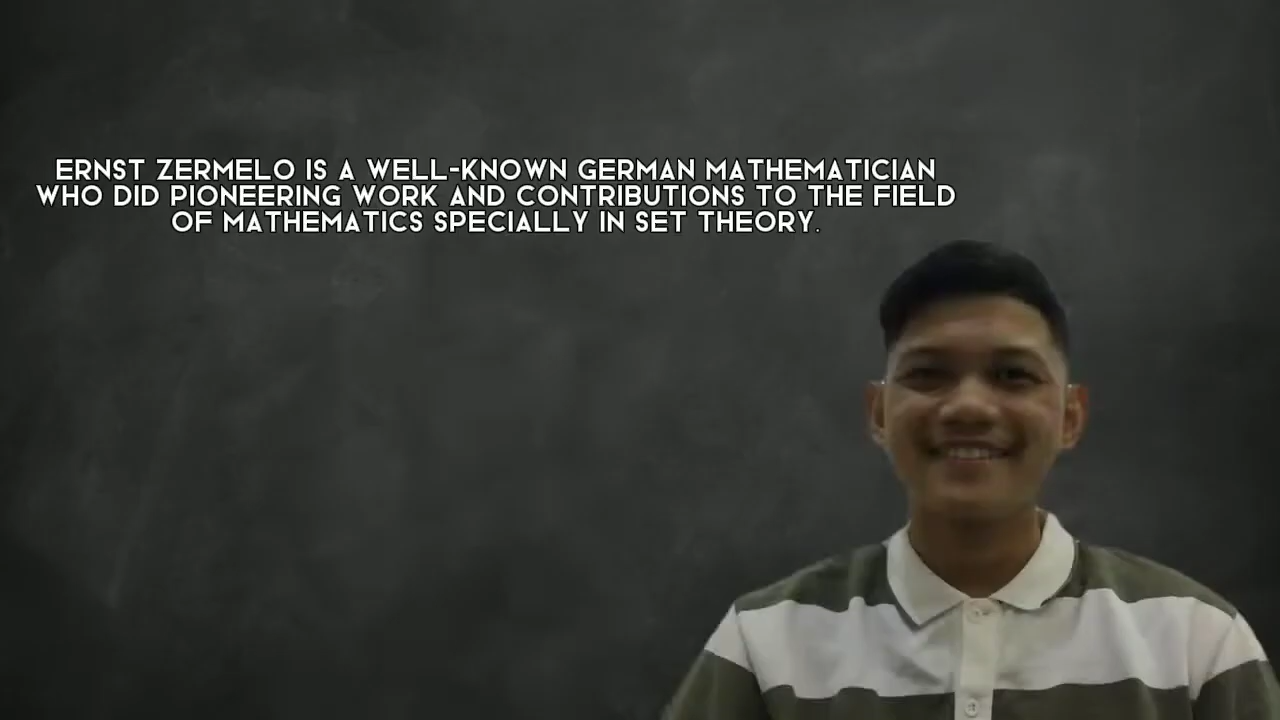 ERNST ZERMELO IS A WELL-KNOWN GERMAN MATHEMATICIAN
WHO DID PIONEERING WORK AND CONTRIBUTIONS TO THE FIELD
OF MATHEMATICS SPECIALLY IN SET THEORY.